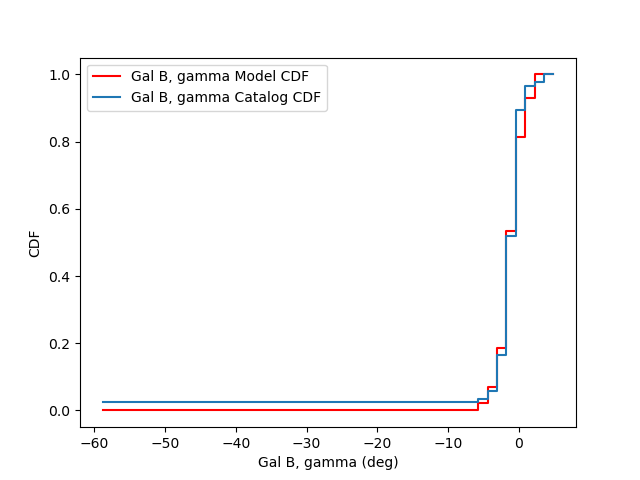 Gal B, gamma Model CDF
Gal B, gamma Catalog CDF
1.0
0.8
0.6
0.4
0.2
0.0
CDF
−60 −50 −40 −30 −20 −10 0
Gal B, gamma (deg)